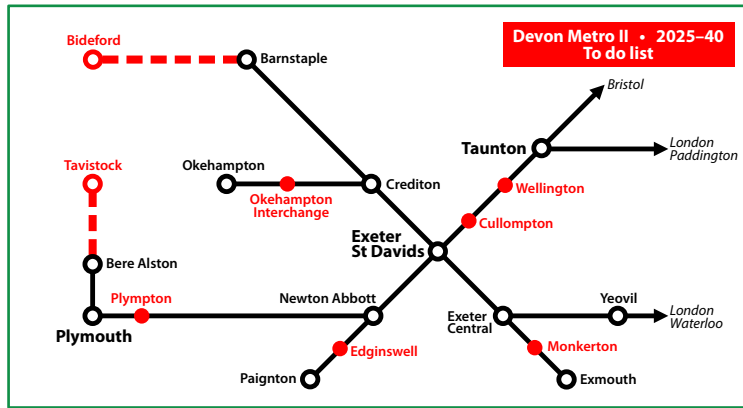 Devon Metro II • 2025–40
To do list
Bideford
Barnstaple
Bristol
Taunton
London
Paddington
Tavistock
Okehampton
Okehampton
Interchange
Crediton
Wellington
Cullompton
Exeter
St Davids
Bere Alston
Plympton
Plymouth
Newton Abbott
Exeter
Central
Yeovil
London
Waterloo
Edginswell
Monkerton
Paignton
Exmouth